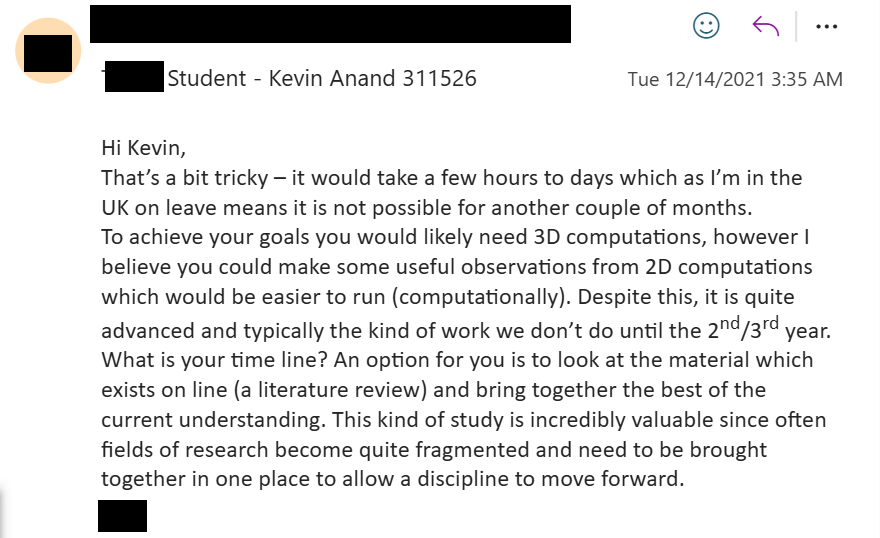 Student - Kevin Anand 311526
Tue 12/14/2021 3:35 AM
Hi Kevin,
That’s a bit tricky – it would take a few hours to days which as I’m in the
UK on leave means it is not possible for another couple of months.
To achieve your goals you would likely need 3D computations, however I
believe you could make some useful observations from 2D computations
which would be easier to run (computationally). Despite this, it is quite
advanced and typically the kind of work we don’t do until the 2nd/3rd year.
What is your time line? An option for you is to look at the material which
exists on line (a literature review) and bring together the best of the
current understanding. This kind of study is incredibly valuable since often
fields of research become quite fragmented and need to be brought
together in one place to allow a discipline to move forward.